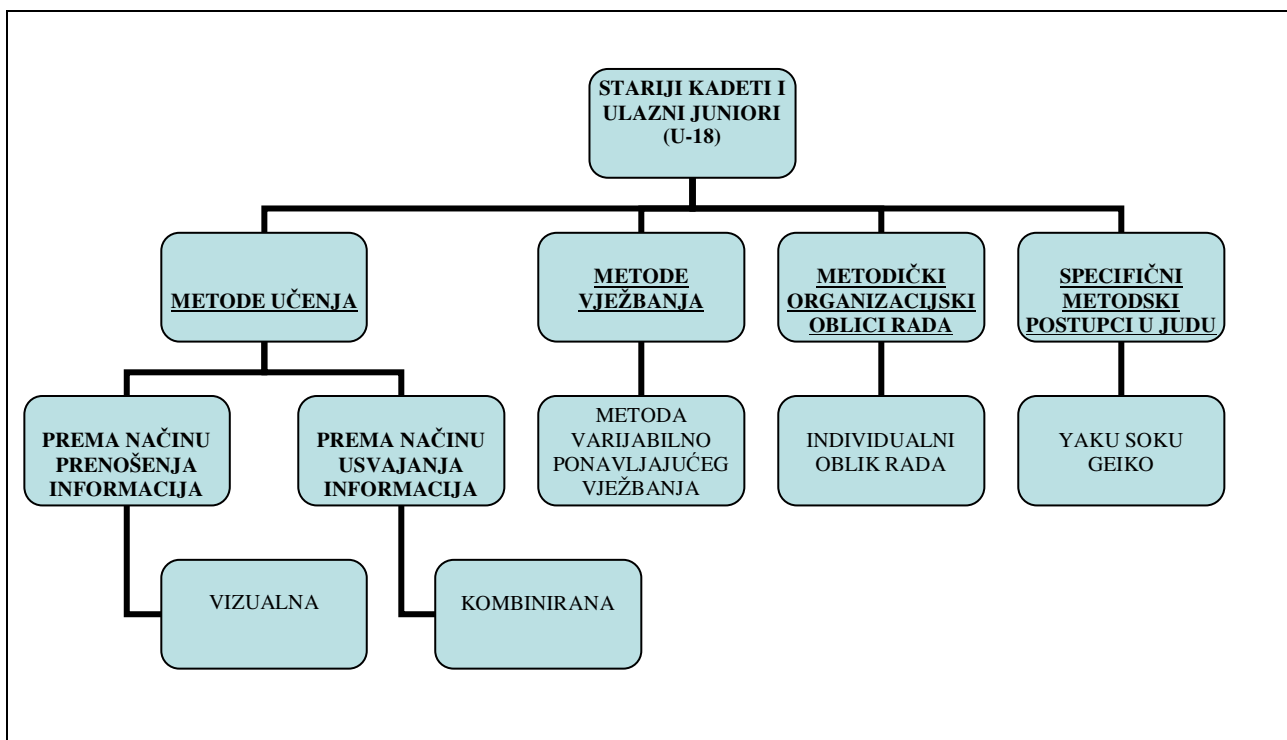 STARIJI KADETI I
ULAZNI JUNIORI
(U-18)
METODE UČENJA
METODE
VJEŽBANJA
METODIČKI
ORGANIZACIJSKI
OBLICI RADA
SPECIFIČNI
METODSKI
POSTUPCI U JUDU
PREMA NAČINU
PRENOŠENJA
INFORMACIJA
PREMA NAČINU
USVAJANJA
INFORMACIJA
METODA
VARIJABILNO
PONAVLJAJUĆEG
VJEŽBANJA
INDIVIDUALNI
OBLIK RADA
YAKU SOKU
GEIKO
VIZUALNA
KOMBINIRANA